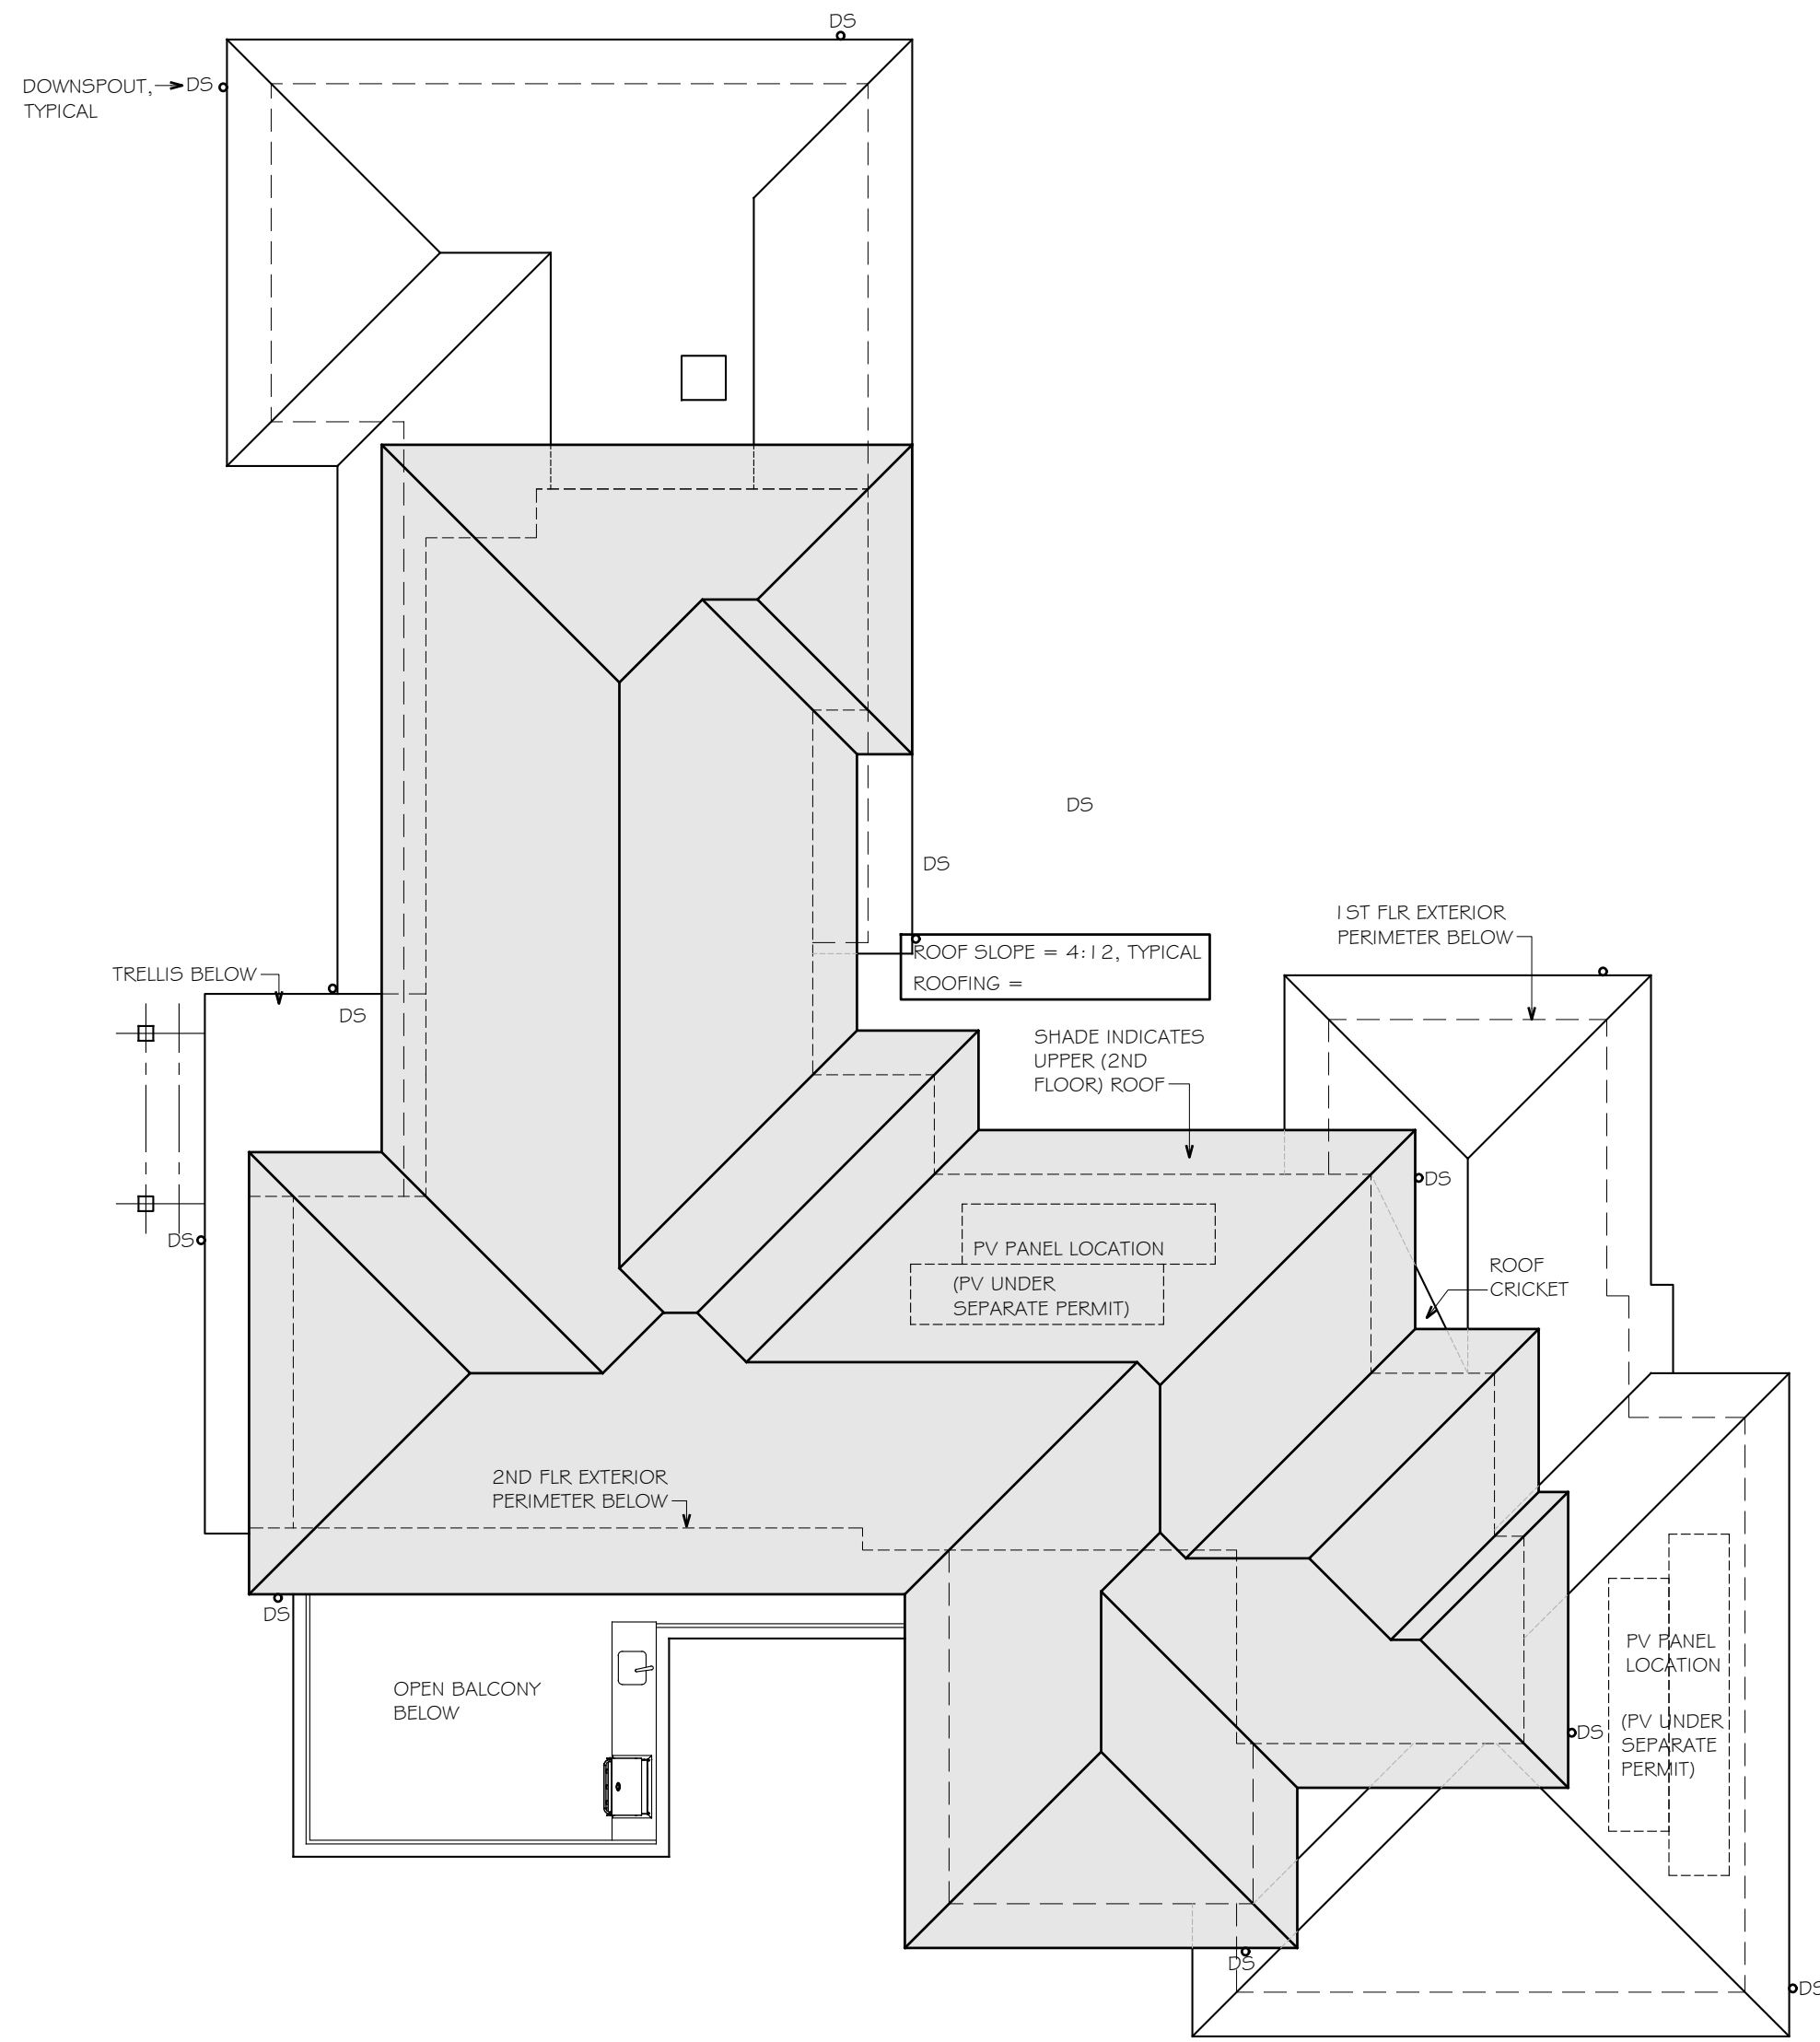 DS
DOWNSPOUT,
TYPICAL
DS
DS
DS
ROOF SLOPE = 4:12, TYPICAL
ROOFING =
1ST FLR EXTERIOR
PERIMETER BELOW
TRELLIS BELOW
DS
SHADE INDICATES
UPPER (2ND
FLOOR) ROOF
DS
DS
PV PANEL LOCATION
(PV UNDER
SEPARATE PERMIT)
ROOF
CRICKET
2ND FLR EXTERIOR
PERIMETER BELOW
DS
OPEN BALCONY
BELOW
PV PANEL
LOCATION
(PV UNDER
SEPARATE
PERMIT)
DS
DS
DS